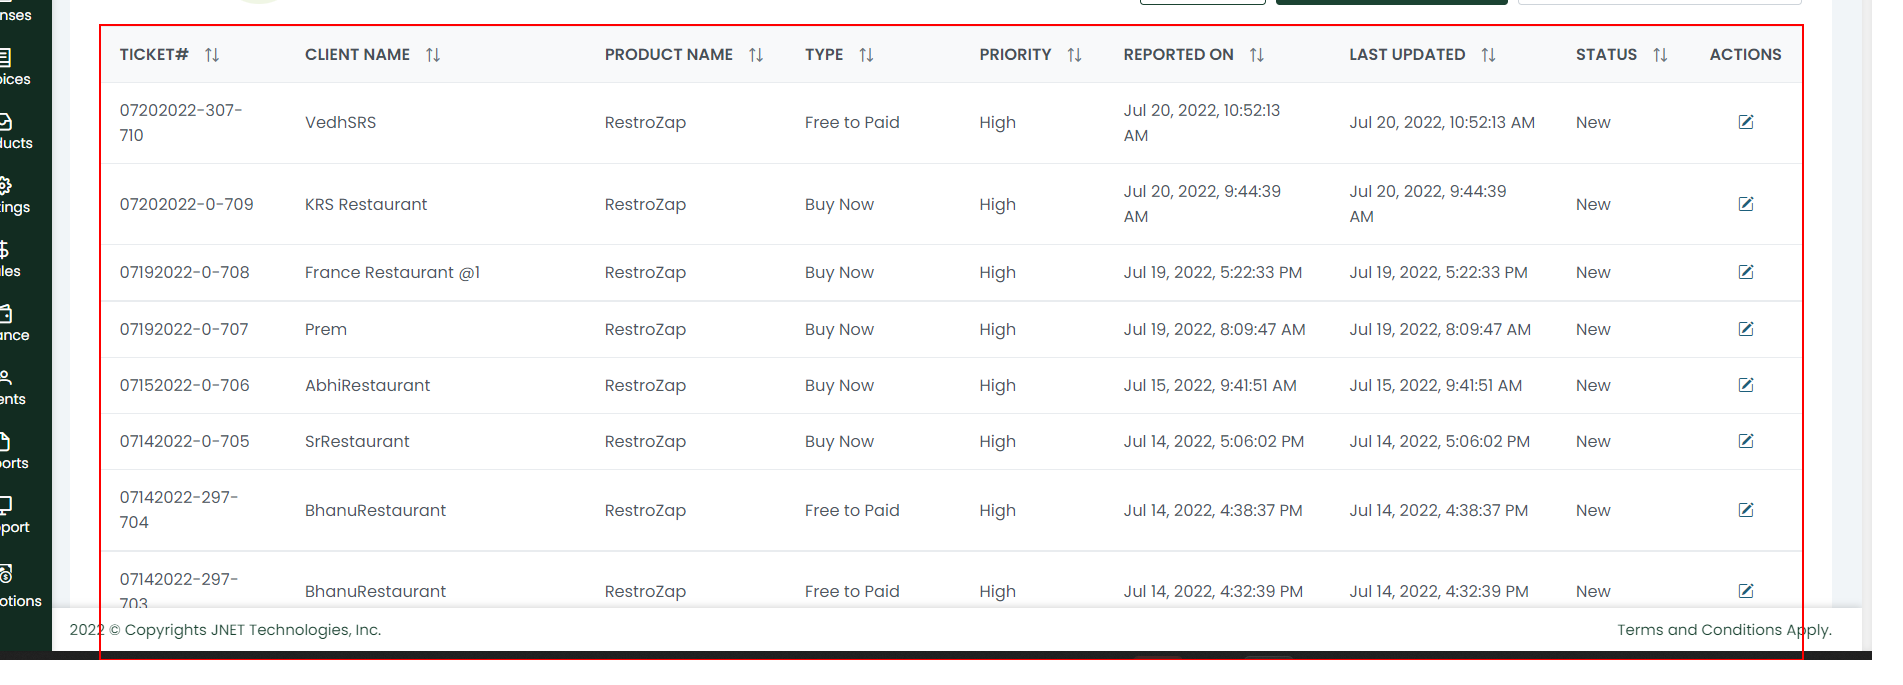 nses
oices
ducts
tings
les
ance
ents
orts
port
otions
TICKET# CLIENT NAME PRODUCT NAME TYPE PRIORITY REPORTED ON LAST UPDATED STATUS ACTIONS
07202022-307-
710
VedhSRS RestroZap Free to Paid High
Jul 20, 2022, 10:52:13
AM
Jul 20, 2022, 10:52:13 AM New
07202022-0-709 KRS Restaurant RestroZap Buy Now High
Jul 20, 2022, 9:44:39
AM
Jul 20, 2022, 9:44:39
AM
New
07192022-0-708 France Restaurant @1 RestroZap Buy Now High Jul 19, 2022, 5:22:33 PM Jul 19, 2022, 5:22:33 PM New
07192022-0-707 Prem RestroZap Buy Now High Jul 19, 2022, 8:09:47 AM Jul 19, 2022, 8:09:47 AM New
07152022-0-706 AbhiRestaurant RestroZap Buy Now High Jul 15, 2022, 9:41:51 AM Jul 15, 2022, 9:41:51 AM New
07142022-0-705 SrRestaurant RestroZap Buy Now High Jul 14, 2022, 5:06:02 PM Jul 14, 2022, 5:06:02 PM New
07142022-297-
704
BhanuRestaurant RestroZap Free to Paid High Jul 14, 2022, 4:38:37 PM Jul 14, 2022, 4:38:37 PM New
07142022-297-
703
BhanuRestaurant RestroZap Free to Paid High Jul 14, 2022, 4:32:39 PM Jul 14, 2022, 4:32:39 PM New
2022 © Copyrights JNET Technologies, Inc. Terms and Conditions Apply.